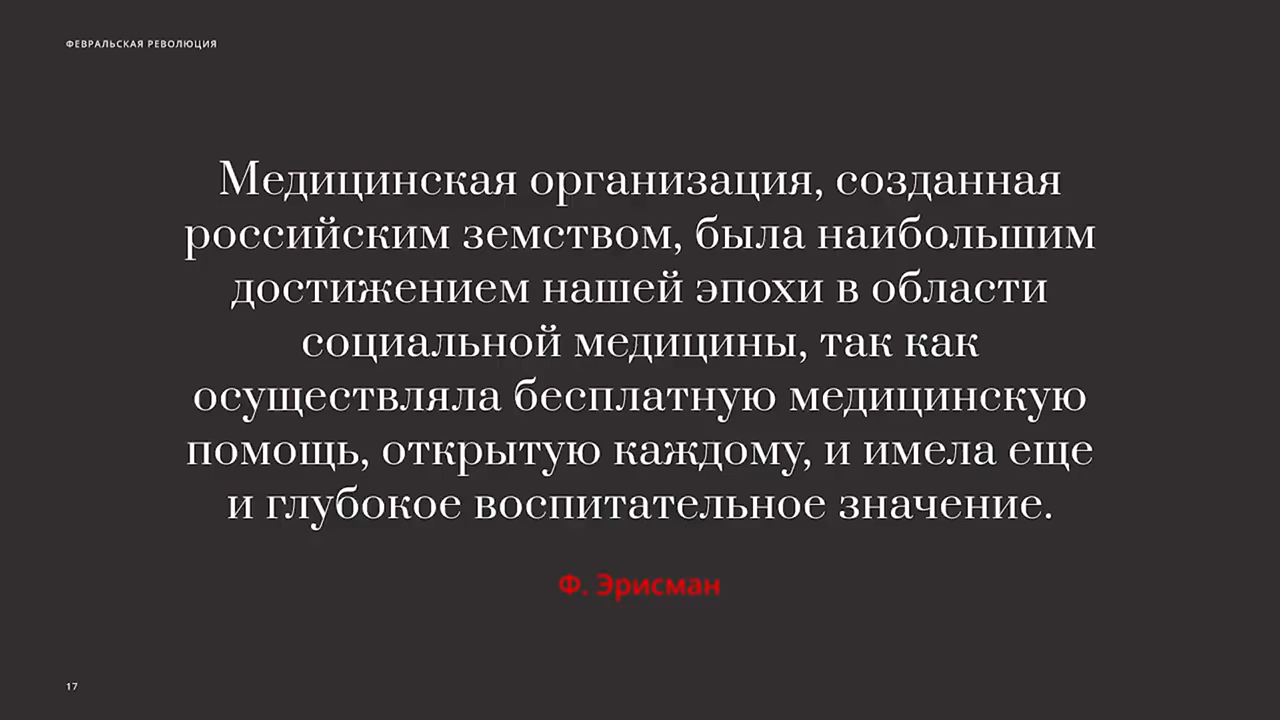 ФЕВРАЛЬСКАЯ РЕВОЛЮЦИЯ
Медицинская организация, созданная
российским земством, была наибольшим
достижением нашей эпохи в области
социальной медицины, так как
осуществляла бесплатную медицинскую
помощь, открытую каждому, и имела еще
и глубокое воспитательное значение.
Ф. Эрисман
17